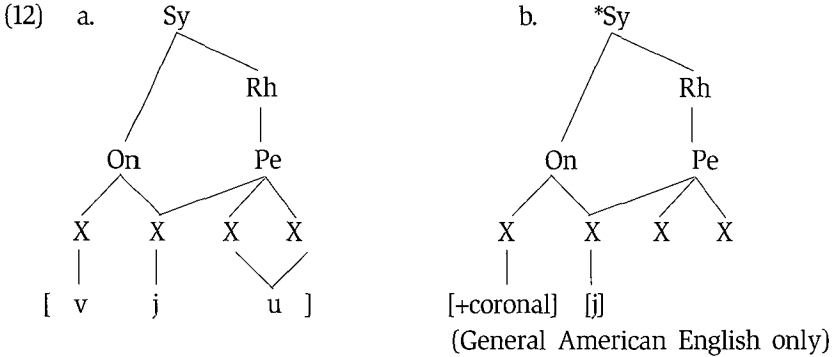 (12) a. Sy b. *Sy
Rh Rh
On Pe On Pe
X X X X X X X X
[ v j u ] [+coronal] [j]
(General American English only)